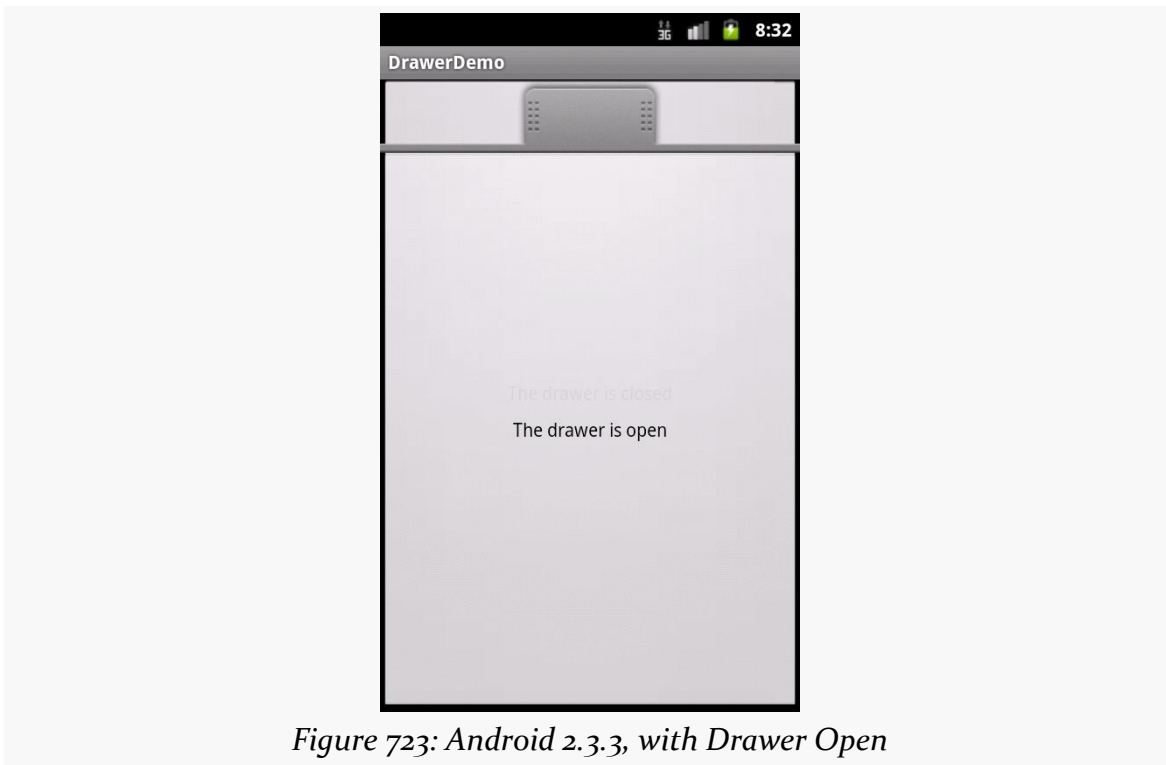 3G 8:32
DrawerDemo
The drawer is closed
The drawer is open
Figure 723: Android 2.3.3, with Drawer Open